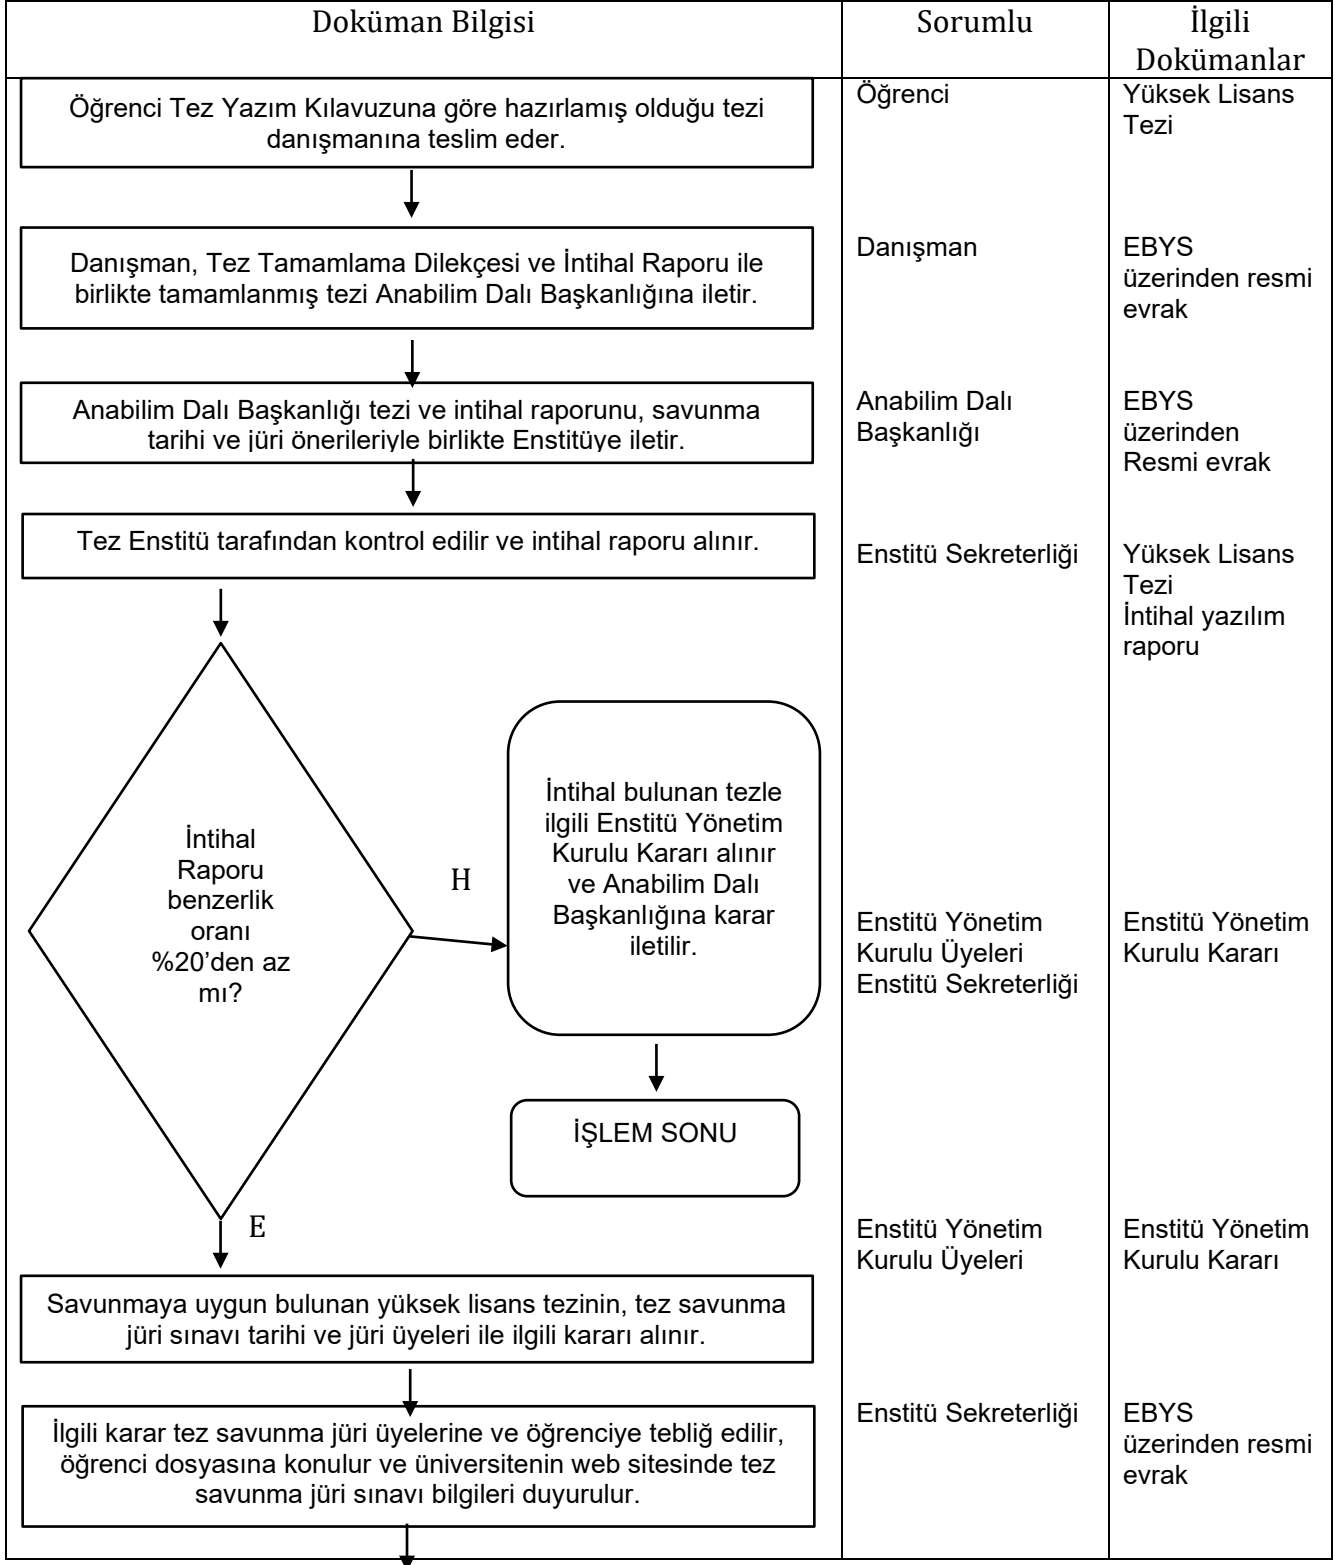 Doküman Bilgisi
Sorumlu
İlgili
Dokümanlar
Öğrenci Tez Yazım Kılavuzuna göre hazırlamış olduğu tezi
danışmanına teslim eder.
Öğrenci
Yüksek Lisans
Tezi
Danışman, Tez Tamamlama Dilekçesi ve İntihal Raporu ile
birlikte tamamlanmış tezi Anabilim Dalı Başkanlığına iletir.
Danışman
EBYS
üzerinden resmi
evrak
Anabilim Dalı Başkanlığı tezi ve intihal raporunu, savunma
tarihi ve jüri önerileriyle birlikte Enstitüye iletir.
Anabilim Dalı
Başkanlığı
EBYS
üzerinden
Resmi evrak
Tez Enstitü tarafından kontrol edilir ve intihal raporu alınır.
Enstitü Sekreterliği
Yüksek Lisans
Tezi
İntihal yazılım
raporu
İntihal
Raporu
benzerlik
oranı
%20’den az
mı?
H
İntihal bulunan tezle
ilgili Enstitü Yönetim
Kurulu Kararı alınır
ve Anabilim Dalı
Başkanlığına karar
iletilir.
Enstitü Yönetim
Kurulu Üyeleri
Enstitü Sekreterliği
Enstitü Yönetim
Kurulu Kararı
İŞLEM SONU
E
Savunmaya uygun bulunan yüksek lisans tezinin, tez savunma
jüri sınavı tarihi ve jüri üyeleri ile ilgili kararı alınır.
Enstitü Yönetim
Kurulu Üyeleri
Enstitü Yönetim
Kurulu Kararı
İlgili karar tez savunma jüri üyelerine ve öğrenciye tebliğ edilir,
öğrenci dosyasına konulur ve üniversitenin web sitesinde tez
savunma jüri sınavı bilgileri duyurulur.
Enstitü Sekreterliği
EBYS
üzerinden resmi
evrak